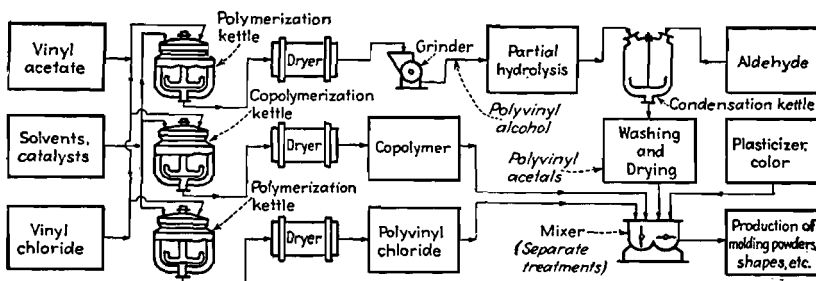 Vinyl
acetate
Polymerization
kettle
Dryer
Grinder
Partial
hydrolysis
Aldehyde
Condensation kettle
Polyvinyl
alcohol
Solvents,
catalysts
Copolymerization
kettle
Dryer
Copolymer
Polyvinyl
acetals
Washing
and
Drying
Plasticizer,
color
Vinyl
chloride
Polymerization
kettle
Dryer
Polyvinyl
chloride
Mixer
(Separate
treatments)
Production of
molding powders,
shapes, etc.